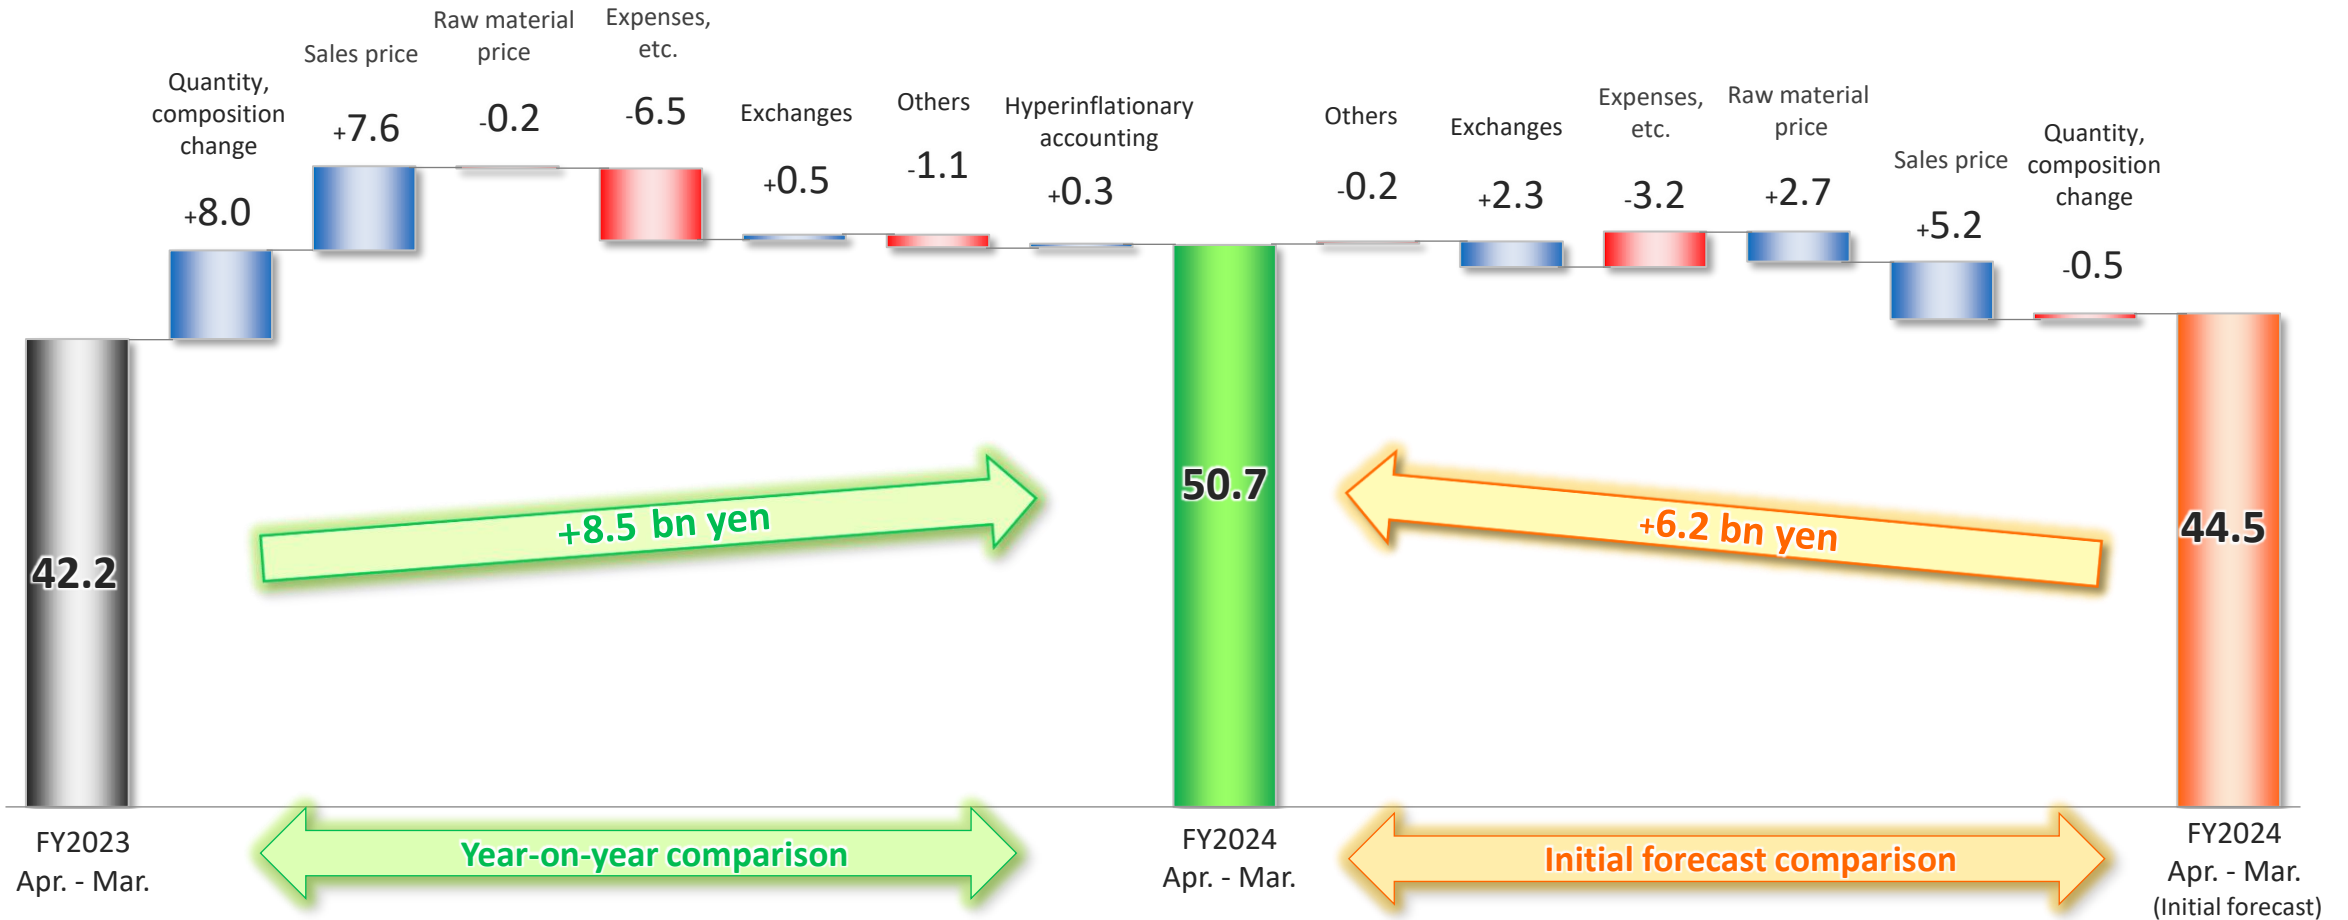 Quantity,
composition
change
+8.0
Sales price
+7.6
Raw material
price
-0.2
Expenses,
etc.
-6.5
Exchanges
+0.5
Others
-1.1
Hyperinflationary
accounting
+0.3
Others
-0.2
Exchanges
+2.3
Expenses,
etc.
-3.2
Raw material
price
+2.7
Sales price
+5.2
Quantity,
composition
change
-0.5
42.2
+8.5 bn yen
50.7
+6.2 bn yen
44.5
FY2023
Apr. - Mar.
Year-on-year comparison
FY2024
Apr. - Mar.
Initial forecast comparison
FY2024
Apr. - Mar.
(Initial forecast)